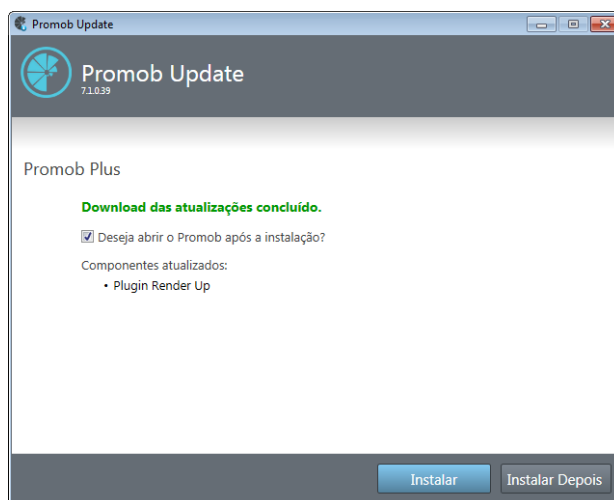 Promob Update
Promob Update
7.1.0.39
Promob Plus
Download das atualizações concluído.
Deseja abrir o Promob após a instalação?
Componentes atualizados:
• Plugin Render Up
Instalar
Instalar Depois